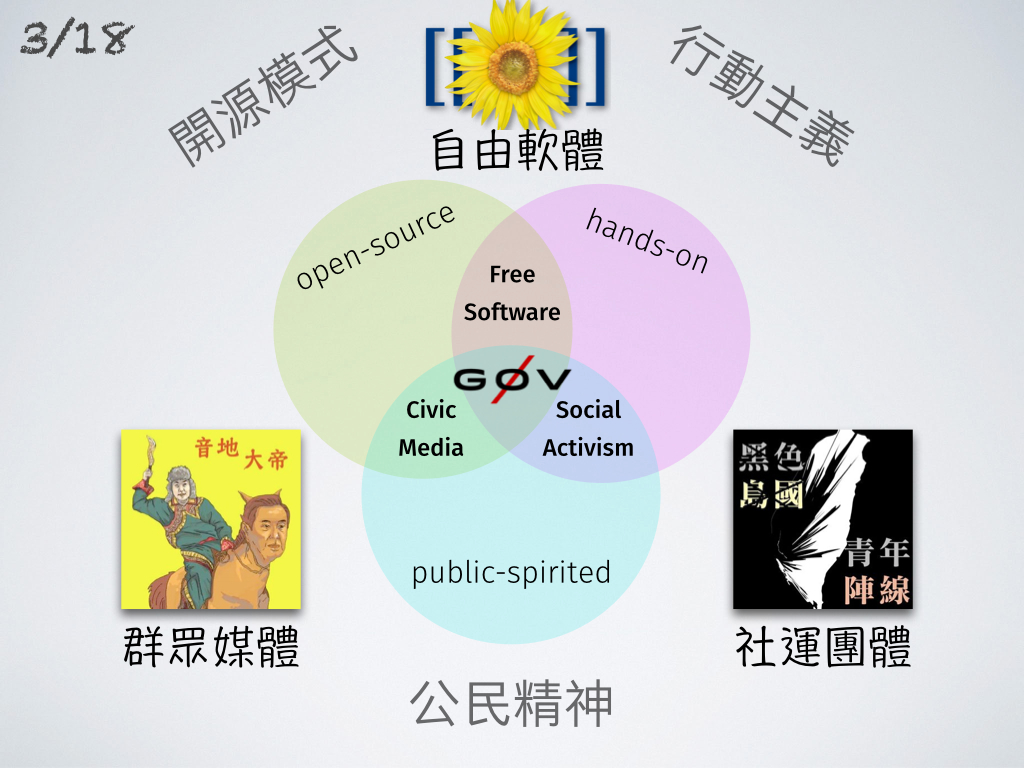 3/18
開源模式
行動主義
[[ ]]
自由軟體
open-source
hands-on
Free
Software
GØV
Civic
Media
Social
Activism
音地
大帝
黑色
島國
青年
陣線
public-spirited
群眾媒體
社運團體
公民精神